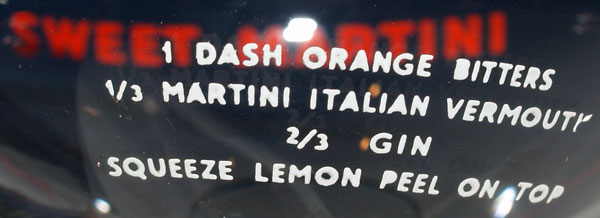 SWEET MARTINI
1 DASH ORANGE BITTERS
1/3 MARTINI ITALIAN VERMOUTH
2/3 GIN
SQUEEZE LEMON PEEL ON TOP